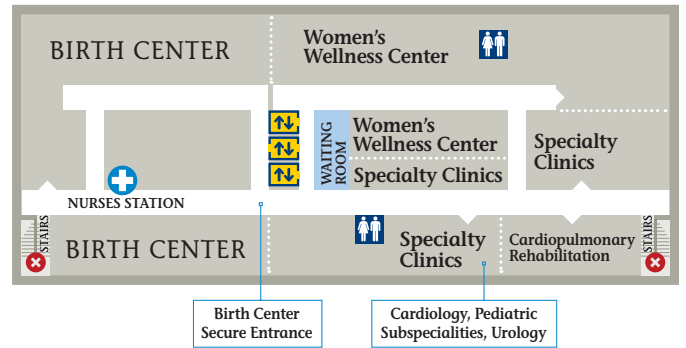 BIRTH CENTER
Women's
Wellness Center
WAITING
ROOM
Women's
Wellness Center
Specialty Clinics
Specialty
Clinics
NURSES STATION
STAIRS
BIRTH CENTER
Specialty
Clinics
Cardiopulmonary
Rehabilitation
STAIRS
Birth Center
Secure Entrance
Cardiology, Pediatric
Subspecialities, Urology